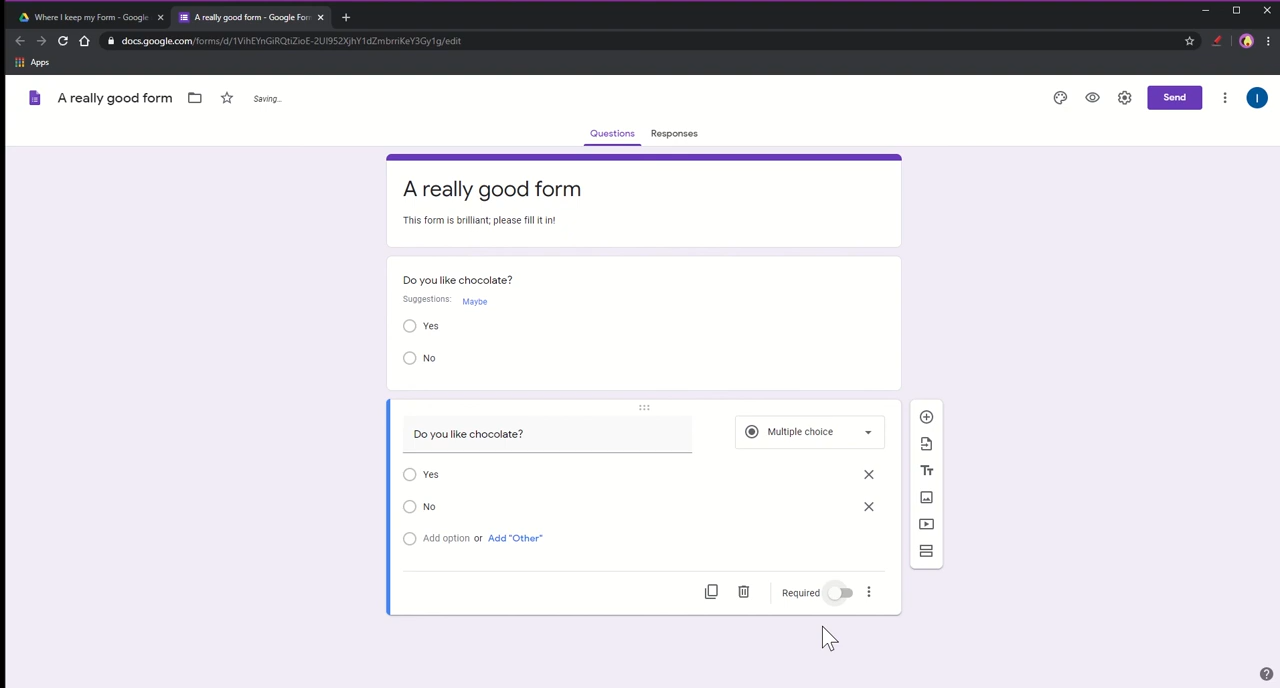 Where I keep my Form - Google
A really good form - Google For
docs.google.com/forms/d/1VihEYnGiRQtiZioE-2UI952XjhY1dZmbrriKeY3Gy1g/edit
Apps
A really good form
Saving...
Send
I
Questions
Responses
A really good form
This form is brilliant; please fill it in!
Do you like chocolate?
Suggestions: Maybe
Yes
No
Do you like chocolate?
Multiple choice
Yes
No
Add option or Add "Other"
Tт
Required